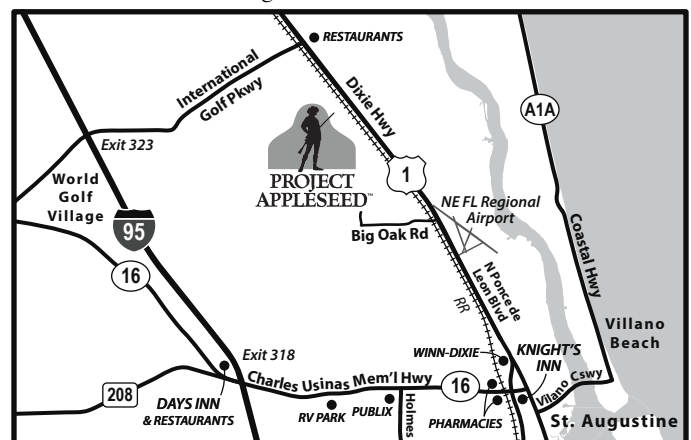 RESTAURANTS
International
Golf Pkwy
Dixie Hwy
A1A
Exit 323
World
Golf
Village
PROJECT
APPLESEED™
1
NE FL Regional
Airport
Big Oak Rd
95
16
Coastal Hwy
N Ponce de
Leon Blvd
RR
Villano
Beach
Exit 318
WINN-DIXIE
KNIGHT'S
INN
208
DAYS INN
& RESTAURANTS
Charles Usinas Mem'l Hwy
16
Vilano Cswy
RV PARK
PUBLIX
Holmes
PHARMACIES
St. Augustine